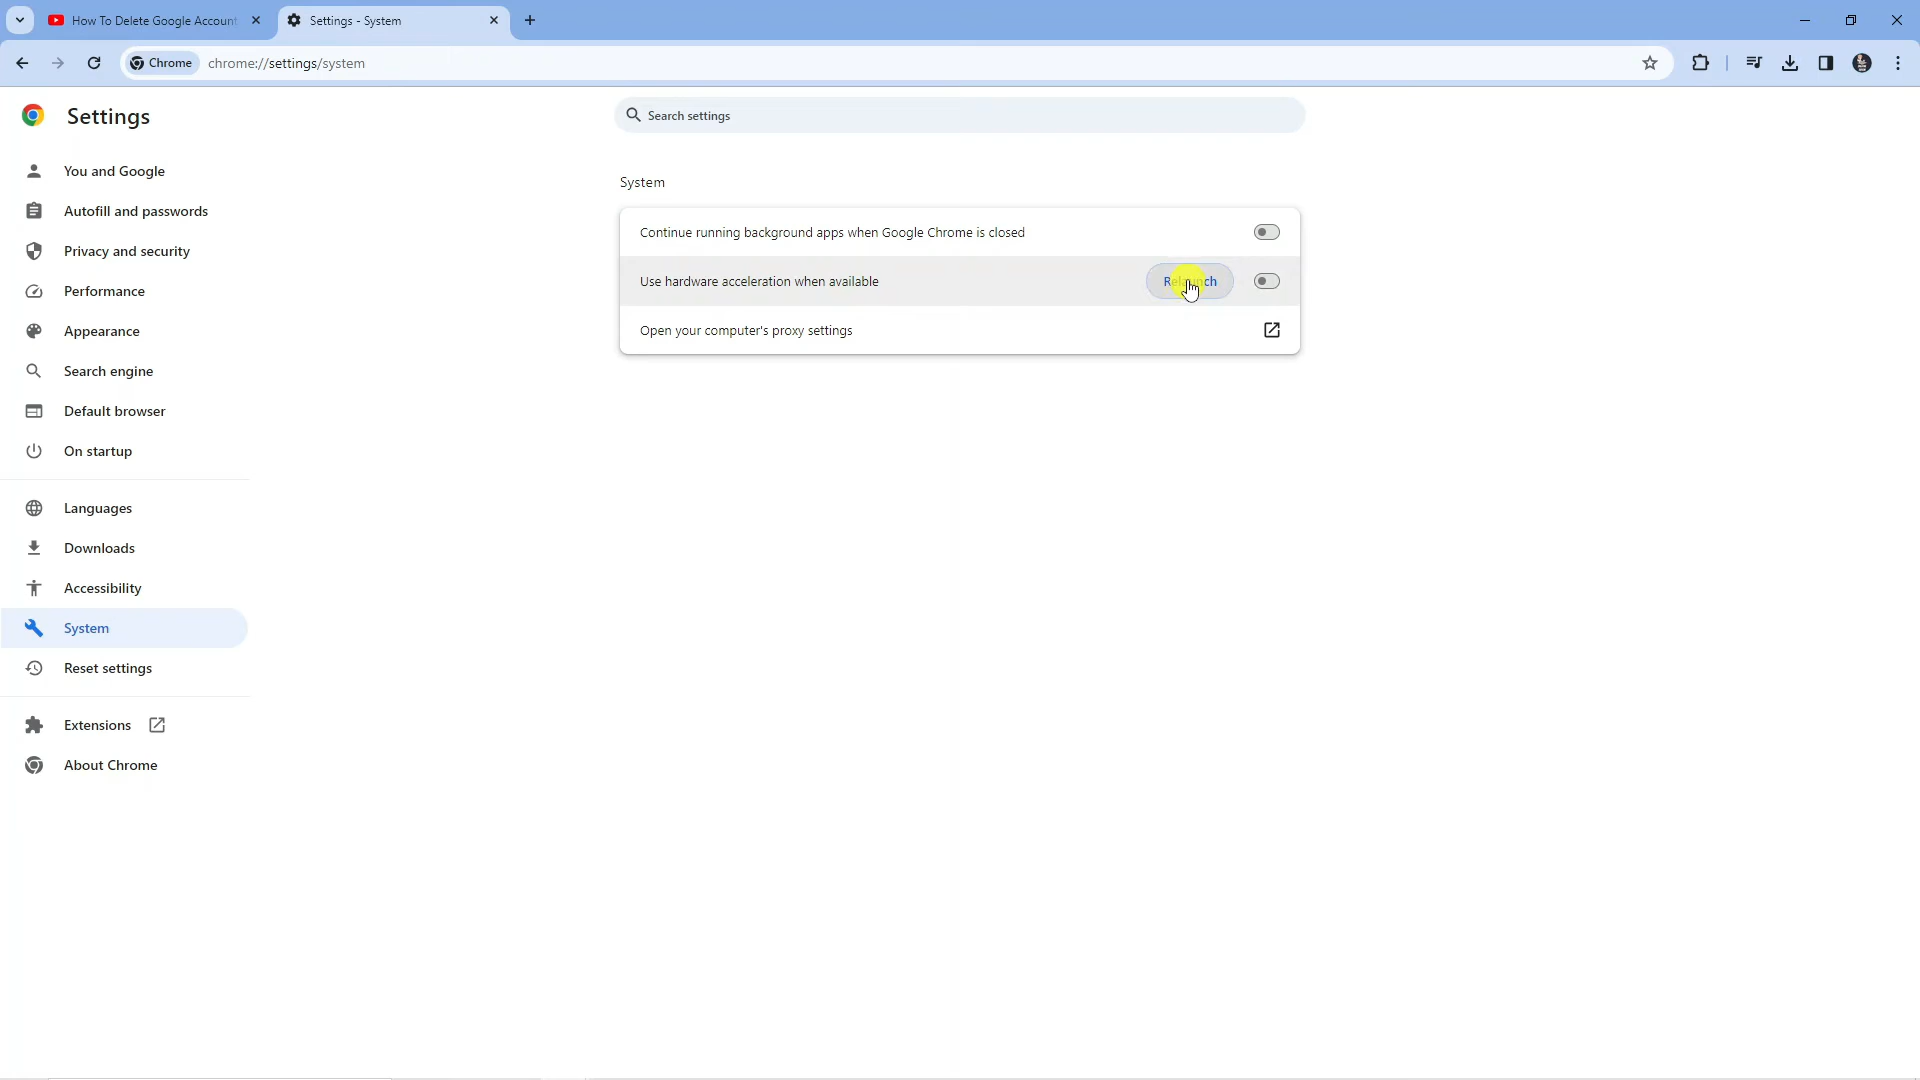 How To Delete Google Account
Settings - System
Chrome
chrome://settings/system
Settings
Search settings
You and Google
Autofill and passwords
Privacy and security
Performance
Appearance
Search engine
Default browser
On startup
Languages
Downloads
Accessibility
System
Reset settings
Extensions
About Chrome
System
Continue running background apps when Google Chrome is closed
Use hardware acceleration when available
Relaunch
Open your computer's proxy settings